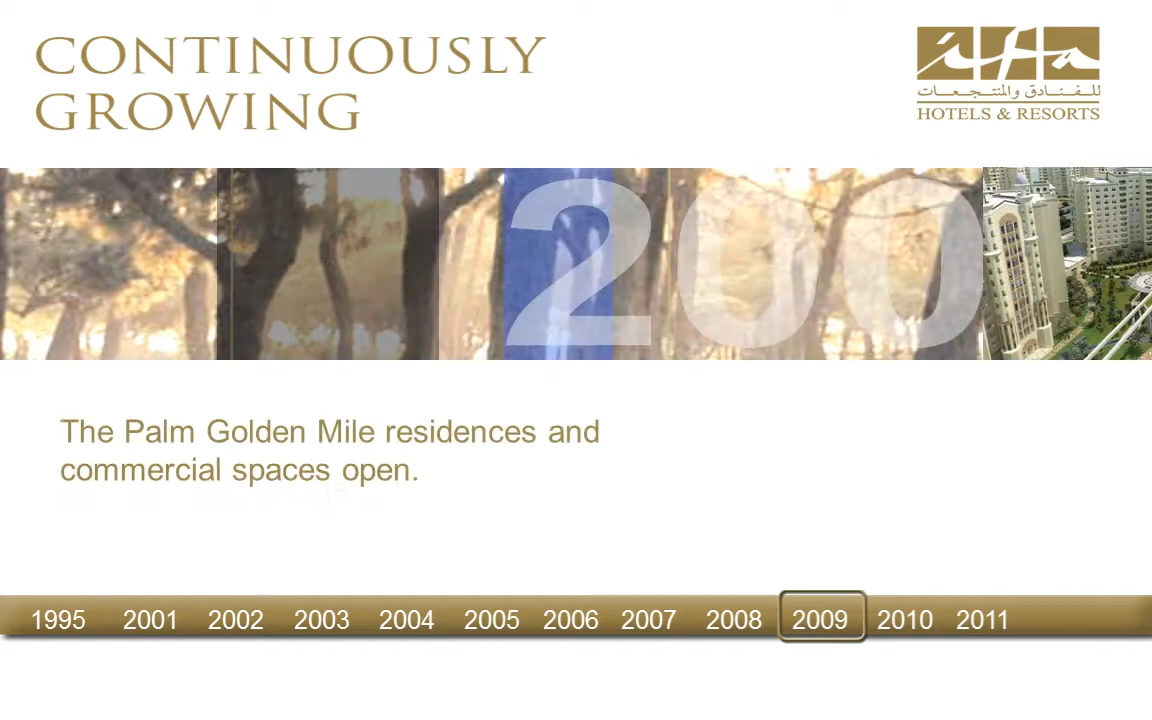 CONTINUOUSLY
GROWING
ifa
للفنادق والمنتجعات
HOTELS & RESORTS
200
The Palm Golden Mile residences and
commercial spaces open.
1995 2001 2002 2003 2004 2005 2006 2007 2008 2009 2010 2011